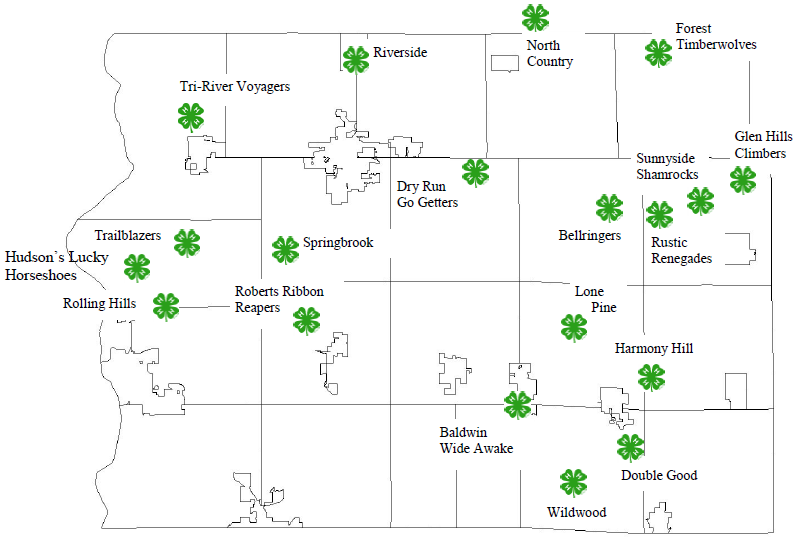 Forest
Timberwolves
North
Country
Riverside
Tri-River Voyagers
Glen Hills
Climbers
Sunnyside
Shamrocks
Dry Run
Go Getters
Trailblazers
Springbrook
Bellringers
Rustic
Renegades
Hudson's Lucky
Horseshoes
Rolling Hills
Roberts Ribbon
Reapers
Lone
Pine
Harmony Hill
Baldwin
Wide Awake
Double Good
Wildwood